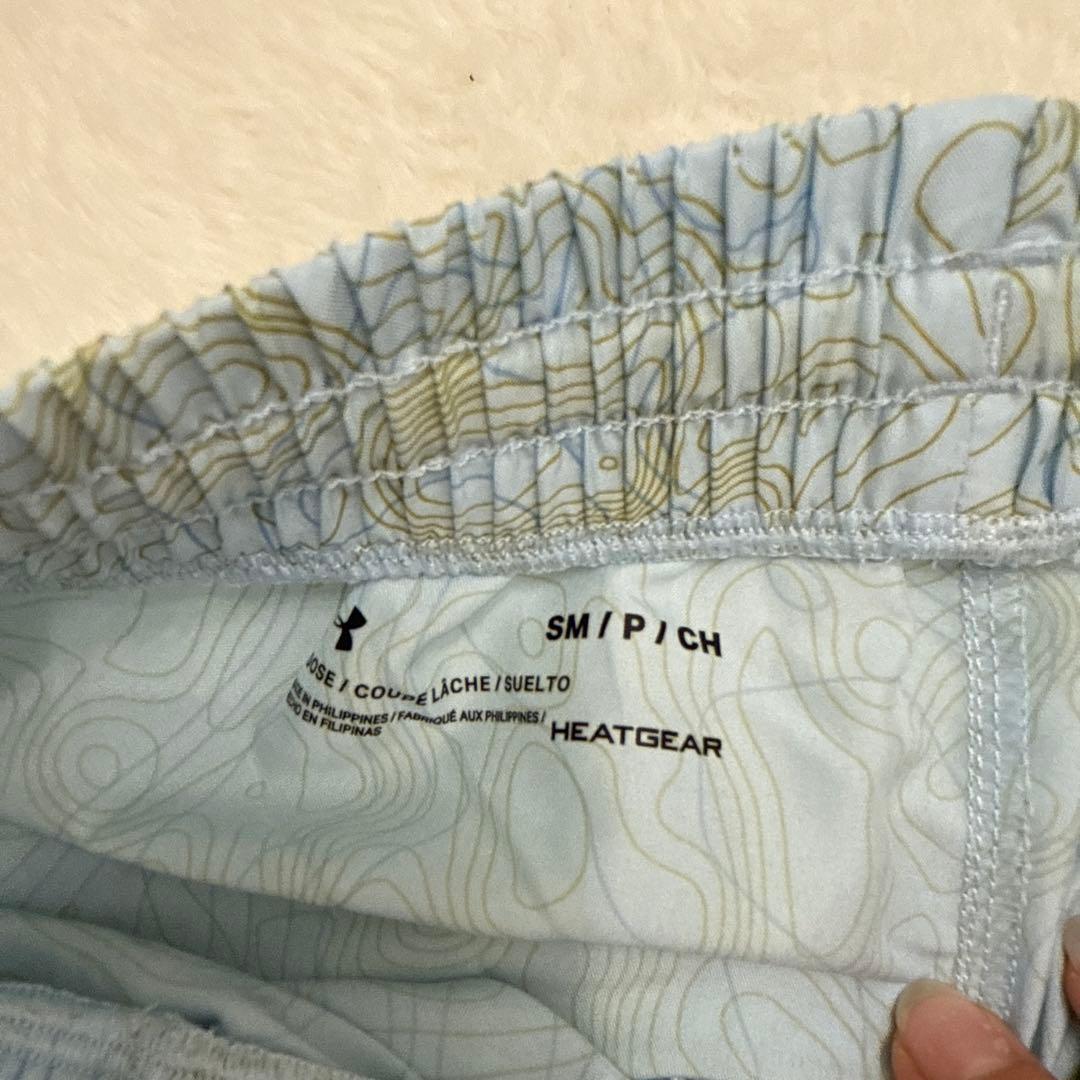 SM / P / CH
/ COUPE LÂCHE / SUELTO
IN PHILIPPINES / FABRIQUÉ AUX PHILIPPINES /
EN FILIPINAS
HEATGEAR